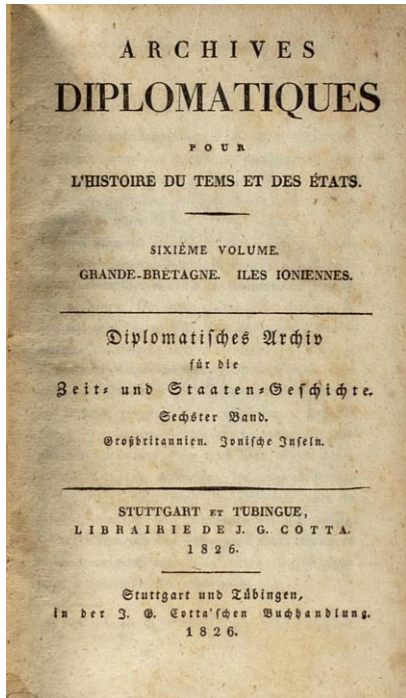 ARCHIVES
DIPLOMATIQUES
POUR
L'HISTOIRE DU TEMS ET DES ÉTATS.
SIXIÈME VOLUME.
GRANDE-BRÉTAGNE. ILES IONIENNES.
Diplomatisches Archiv
für die
Zeit- und Staaten-Geschichte.
Sechster Band.
Großbritannien. Jonische Inseln.
STUTTGART ET TUBINGUE,
LIBRAIRIE DE J. G. COTTA.
1826.
Stuttgart und Tübingen,
in der J. G. Cotta'schen Buchhandlung.
1826.